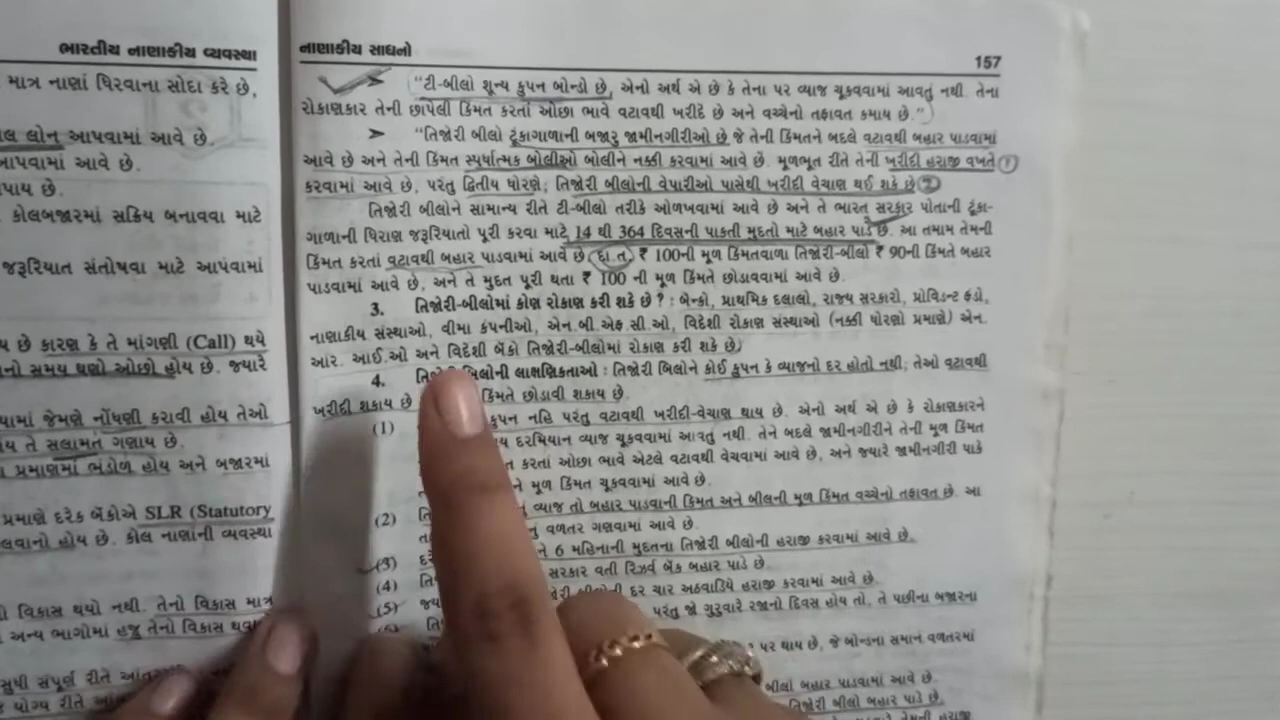 ભારતીય નાણાકીય વ્યવસ્થા
માત્ર નાણાં ધિરવાના સોદા કરે છે,
લોન આપવામાં આવે છે.
આપવામાં આવે છે.
કોલબજારમાં સક્રિય બનાવવા માટે
જરૂરિયાત સંતોષવા માટે આપવામાં
છે કારણ કે તે માંગણી (Call) થયે
સમય ઘણો ઓછો હોય છે. જ્યારે
જેમણે નોંધણી કરાવી હોય તેઓ
તે સલામત ગણાય છે.
પ્રમાણમાં ભંડોળ હોય અને બજારમાં
પ્રમાણે દરેક બૅંકોએ SLR (Statutory
હોય છે. કોલ નાણાંની વ્યવસ્થા
વિકાસ થયો નથી. તેનો વિકાસ માત્ર
અન્ય ભાગોમાં હજુ તેનો વિકાસ
સુધી સંપૂર્ણ રીતે
યોગ્ય રીતે
નાણાકીય સાધનો
157
➤ "ટી-બીલો શૂન્ય કુપન બોન્ડો છે, એનો અર્થ એ છે કે તેના પર વ્યાજ ચૂકવવામાં આવતું નથી. તેના
રોકાણકાર તેની છાપેલી કિંમત કરતાં ઓછા ભાવે વટાવથી ખરીદે છે અને વચ્ચેનો તફાવત કમાય છે."
➤ "તિજોરી બીલો ટૂંકાગાળાની બજારુ જામીનગીરીઓ છે જે તેની કિંમતને બદલે વટાવથી બહાર પાડવામાં
આવે છે અને તેની કિંમત સ્પર્ધાત્મક બોલીઓ બોલીને નક્કી કરવામાં આવે છે. મૂળભૂત રીતે તેની ખરીદી હરાજી વખતે 1
કરવામાં આવે છે, પરંતુ દ્વિતીય ધોરણે; તિજોરી બીલોની વેપારીઓ પાસેથી ખરીદી વેચાણ થઈ શકે છે 2
તિજોરી બીલોને સામાન્ય રીતે ટી-બીલો તરીકે ઓળખવામાં આવે છે અને તે ભારત સરકાર પોતાની ટૂંકા-
ગાળાની ધિરાણ જરૂરિયાતો પૂરી કરવા માટે 14 થી 364 દિવસની પાકતી મુદતો માટે બહાર પાડે છે. આ તમામ તેમની
કિંમત કરતાં વટાવથી બહાર પાડવામાં આવે છે. દા.ત. ₹ 100ની મૂળ કિંમતવાળા તિજોરી-બીલો ₹ 90ની કિંમતે બહાર
પાડવામાં આવે છે, અને તે મુદત પૂરી થતા ₹ 100 ની મૂળ કિંમતે છોડાવવામાં આવે છે.
3. તિજોરી-બીલોમાં કોણ રોકાણ કરી શકે છે ? : બેન્કો, પ્રાથમિક દલાલો, રાજ્ય સરકારો, પ્રોવિડન્ટ ફંડો,
નાણાકીય સંસ્થાઓ, વીમા કંપનીઓ, એન.બી.એફ.સી.ઓ, વિદેશી રોકાણ સંસ્થાઓ (નક્કી ધોરણો પ્રમાણે) એન.
આર. આઈ.ઓ અને વિદેશી બેંકો તિજોરી-બીલોમાં રોકાણ કરી શકે છે)
4. બિલોની લાક્ષણિકતાઓ : તિજોરી બિલોને કોઈ કુપન કે વ્યાજનો દર હોતો નથી; તેઓ વટાવથી
ખરીદી શકાય છે કિંમતે છોડાવી શકાય છે.
(1) કુપન નહિ પરંતુ વટાવથી ખરીદી-વેચાણ થાય છે. એનો અર્થ એ છે કે રોકાણકારને
દરમિયાન વ્યાજ ચૂકવવામાં આવતું નથી. તેને બદલે જામીનગીરીને તેની મૂળ કિંમત
કરતાં ઓછા ભાવે એટલે વટાવથી વેચવામાં આવે છે, અને જ્યારે જામીનગીરી પાકે
મૂળ કિંમત ચૂકવવામાં આવે છે.
(2) વ્યાજ તો બહાર પાડવાની કિંમત અને બીલની મૂળ કિંમત વચ્ચેનો તફાવત છે. આ
વળતર ગણવામાં આવે છે.
(3) 6 મહિનાની મુદતના તિજોરી બીલોની હરાજી કરવામાં આવે છે.
(4) સરકાર વતી રિઝર્વ બૅંક બહાર પાડે છે.
(5) બીલોની દર ચાર અઠવાડિયે હરાજી કરવામાં આવે છે.
પરંતુ જો ગુરુવારે રજાનો દિવસ હોય તો, તે પછીના બજારના
પર થાય છે, જે બોન્ડના સમાન વળતરમાં
બીલો બહાર પાડવામાં આવે છે.
તિજોરી બીલો બહાર પાડે છે.